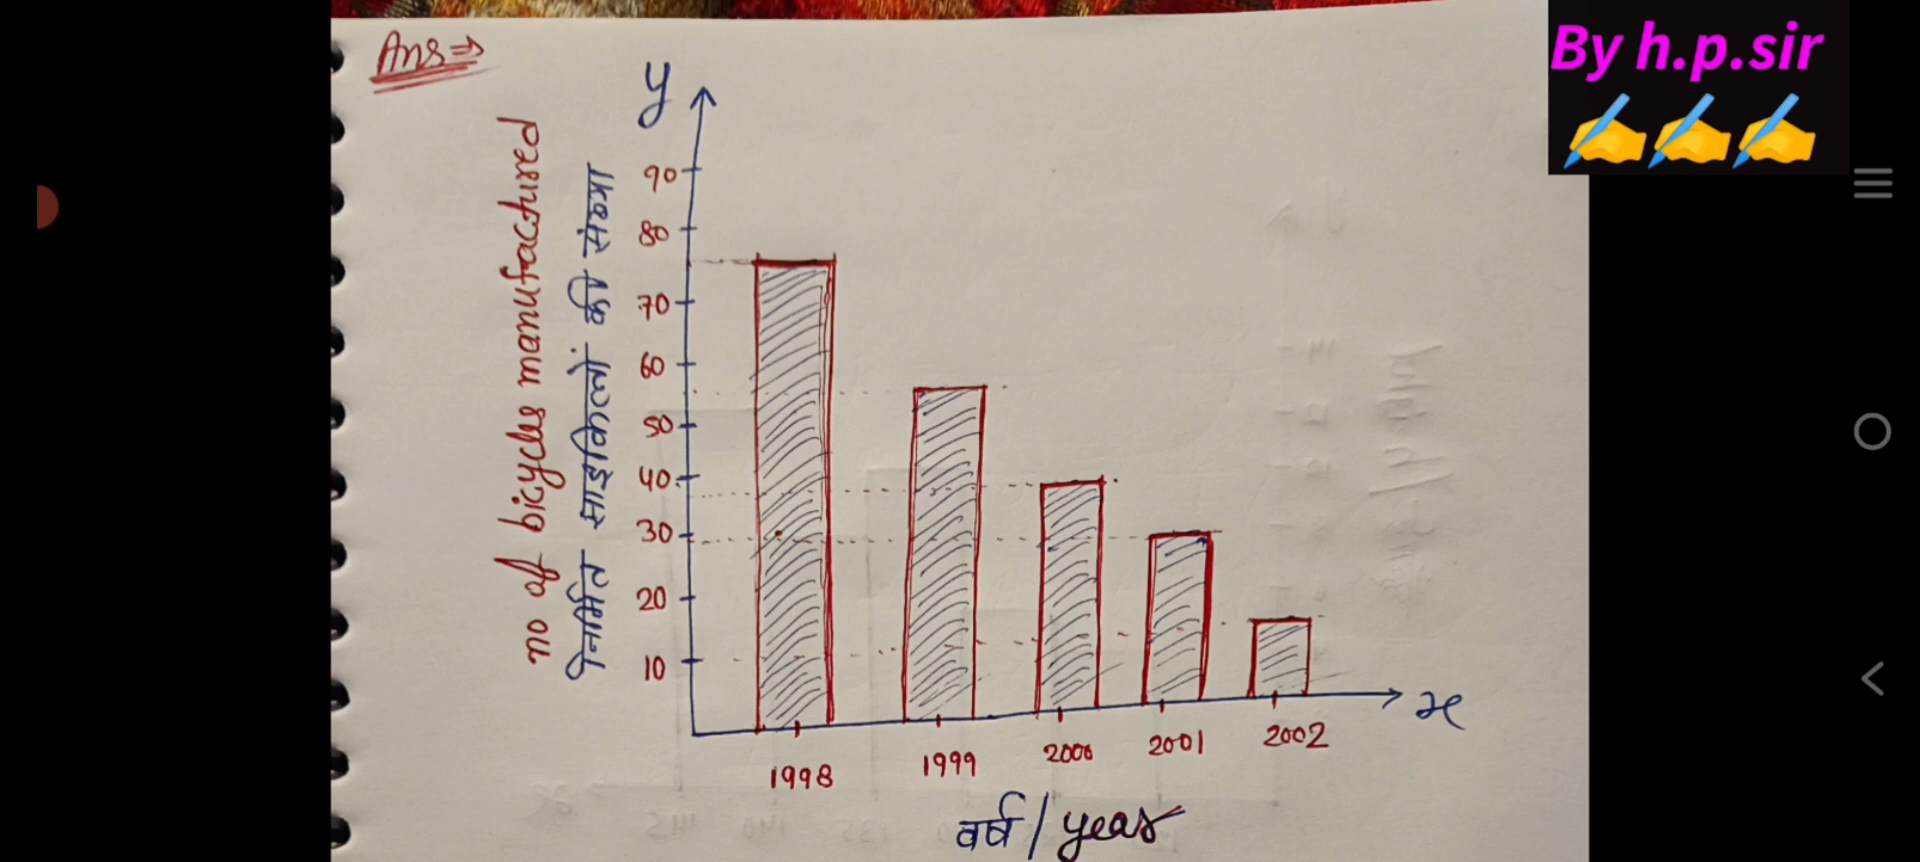 Ans⇒
By h.p.sir
y
no of bicycles manufactured
निर्मित साइकिलों की संख्या
90
80
70
60
50
40
30
20
10
x
1998
1999
2000
2001
2002
वर्ष / year